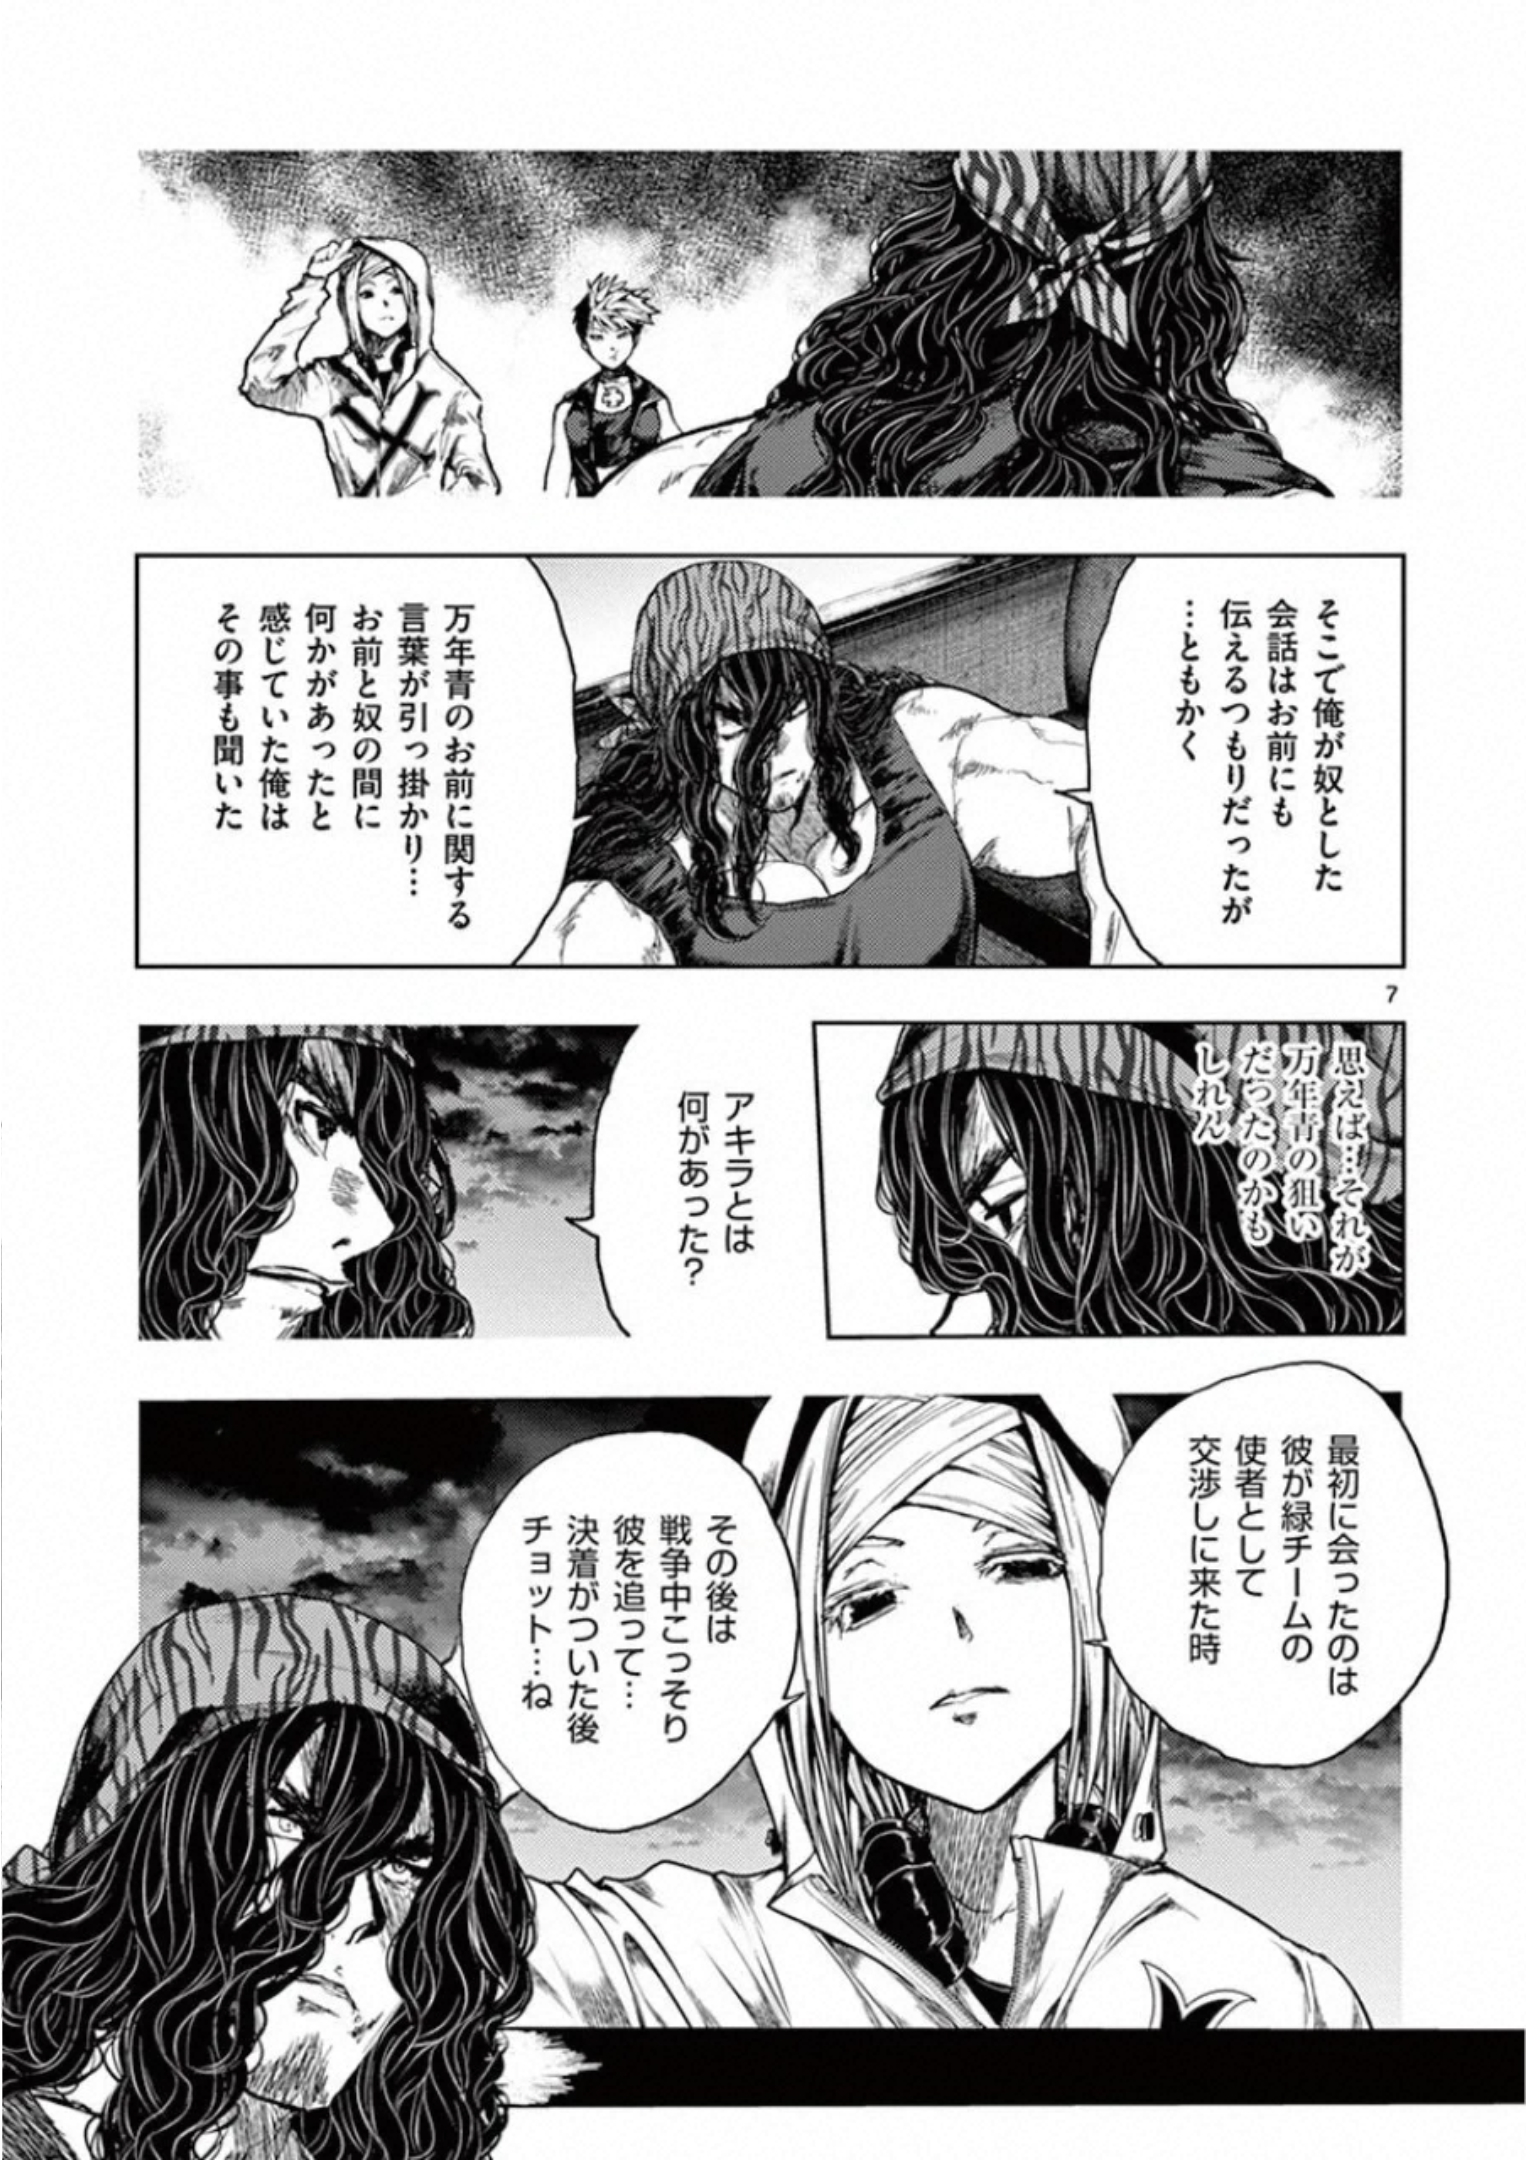 そこで俺が奴とした
会話はお前にも
伝えるつもりだったが
…ともかく
万年青のお前に関する
言葉が引っ掛かり…
お前と奴の間に
何かがあったと
感じていた俺は
その事も聞いた
7
思えば…それが
万年青の狙い
だったのかも
しれん
アキラとは
何があった?
最初に会ったのは
彼が緑チームの
使者として
交渉しに来た時
その後は
戦争中こっそり
彼を追って…
決着がついた後
チョット…ね